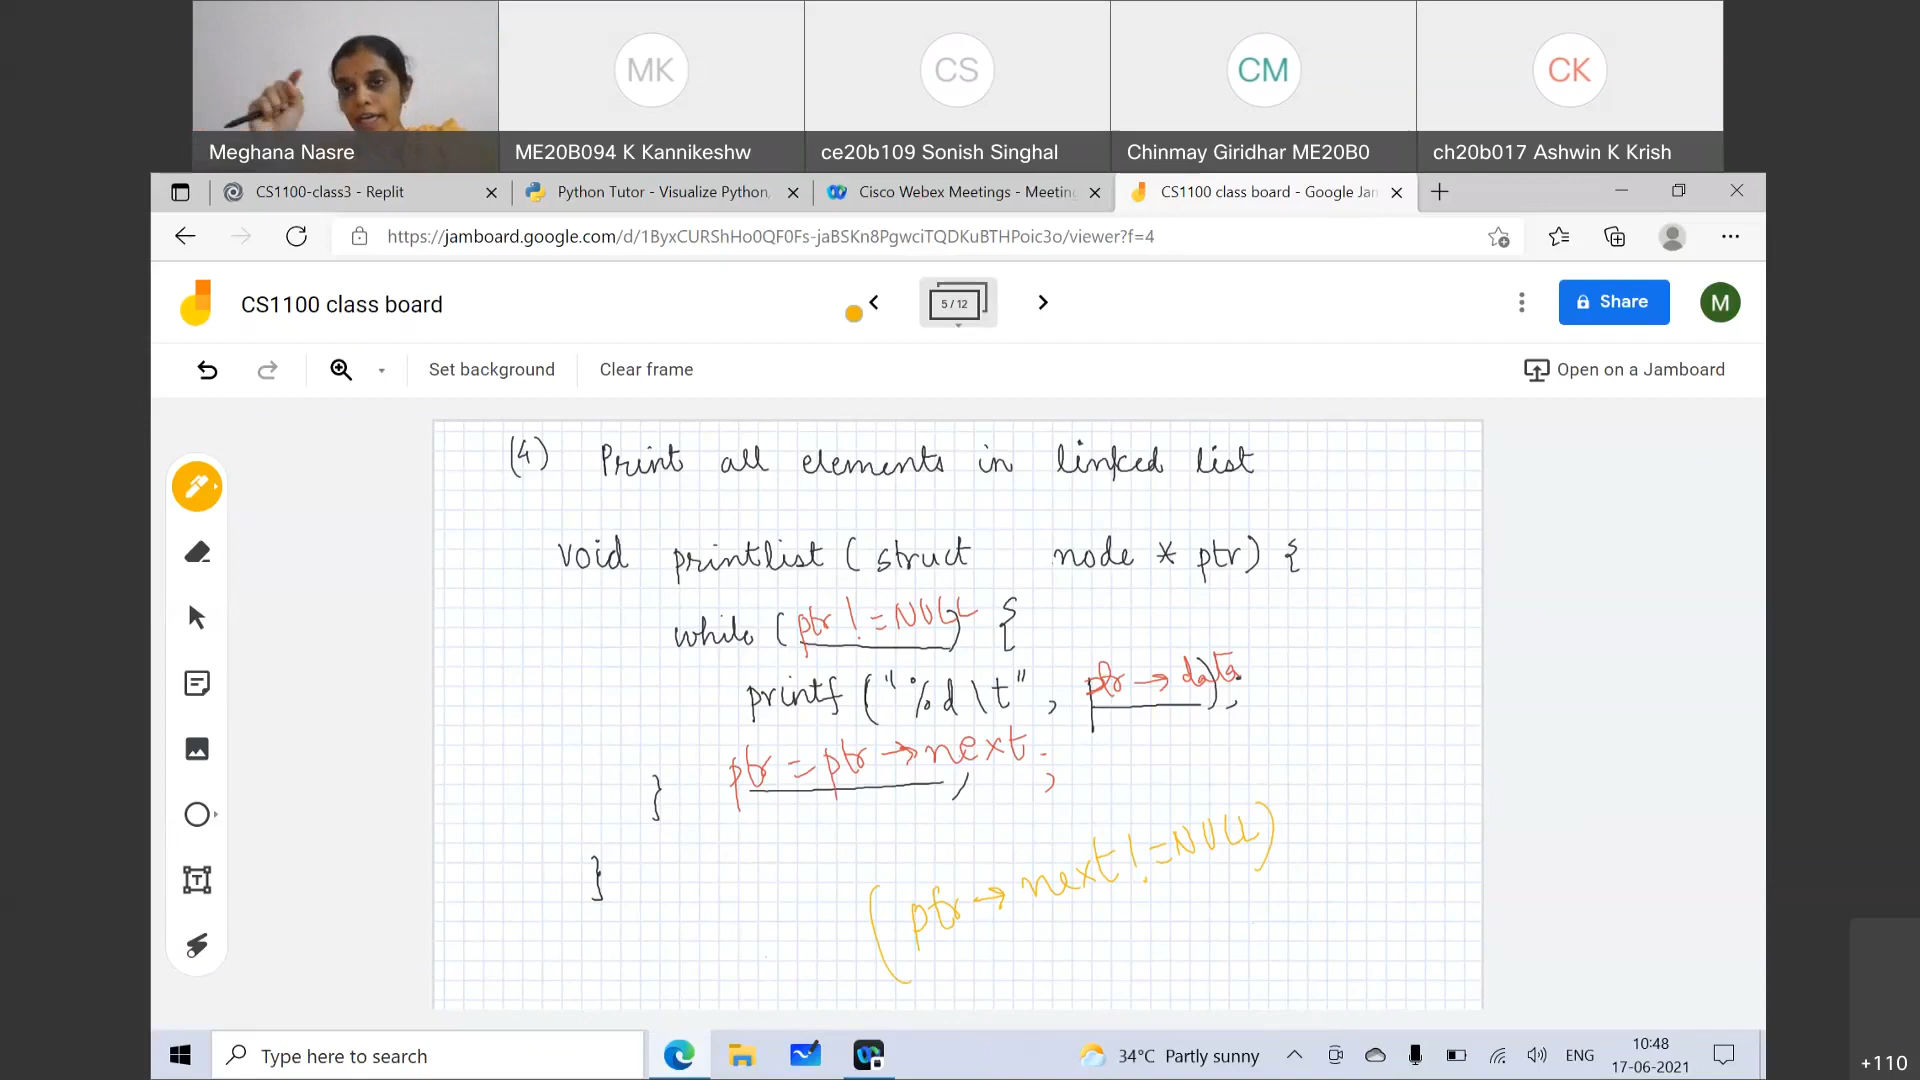 MK
CS
CM
CK
Meghana Nasre
ME20B094 K Kannikeshw
ce20b109 Sonish Singhal
Chinmay Giridhar ME20B0
ch20b017 Ashwin K Krish
CS1100-class3 - Replit
Python Tutor - Visualize Python,
Cisco Webex Meetings - Meetin
CS1100 class board - Google Jan
https://jamboard.google.com/d/1ByxCURShHo0QF0Fs-jaBSKn8PgwciTQDKuBTHPoic3o/viewer?f=4
CS1100 class board
5 / 12
Share
M
Set background
Clear frame
Open on a Jamboard
(4) Print all elements in linked list
void printlist ( struct node * ptr) {
while ( ptr != NULL ) {
printf ( "%d \t" , ptr → data ) ;
ptr = ptr → next ;
}
}
( ptr → next != NULL )
Type here to search
34°C Partly sunny
ENG
10:48
17-06-2021
+110